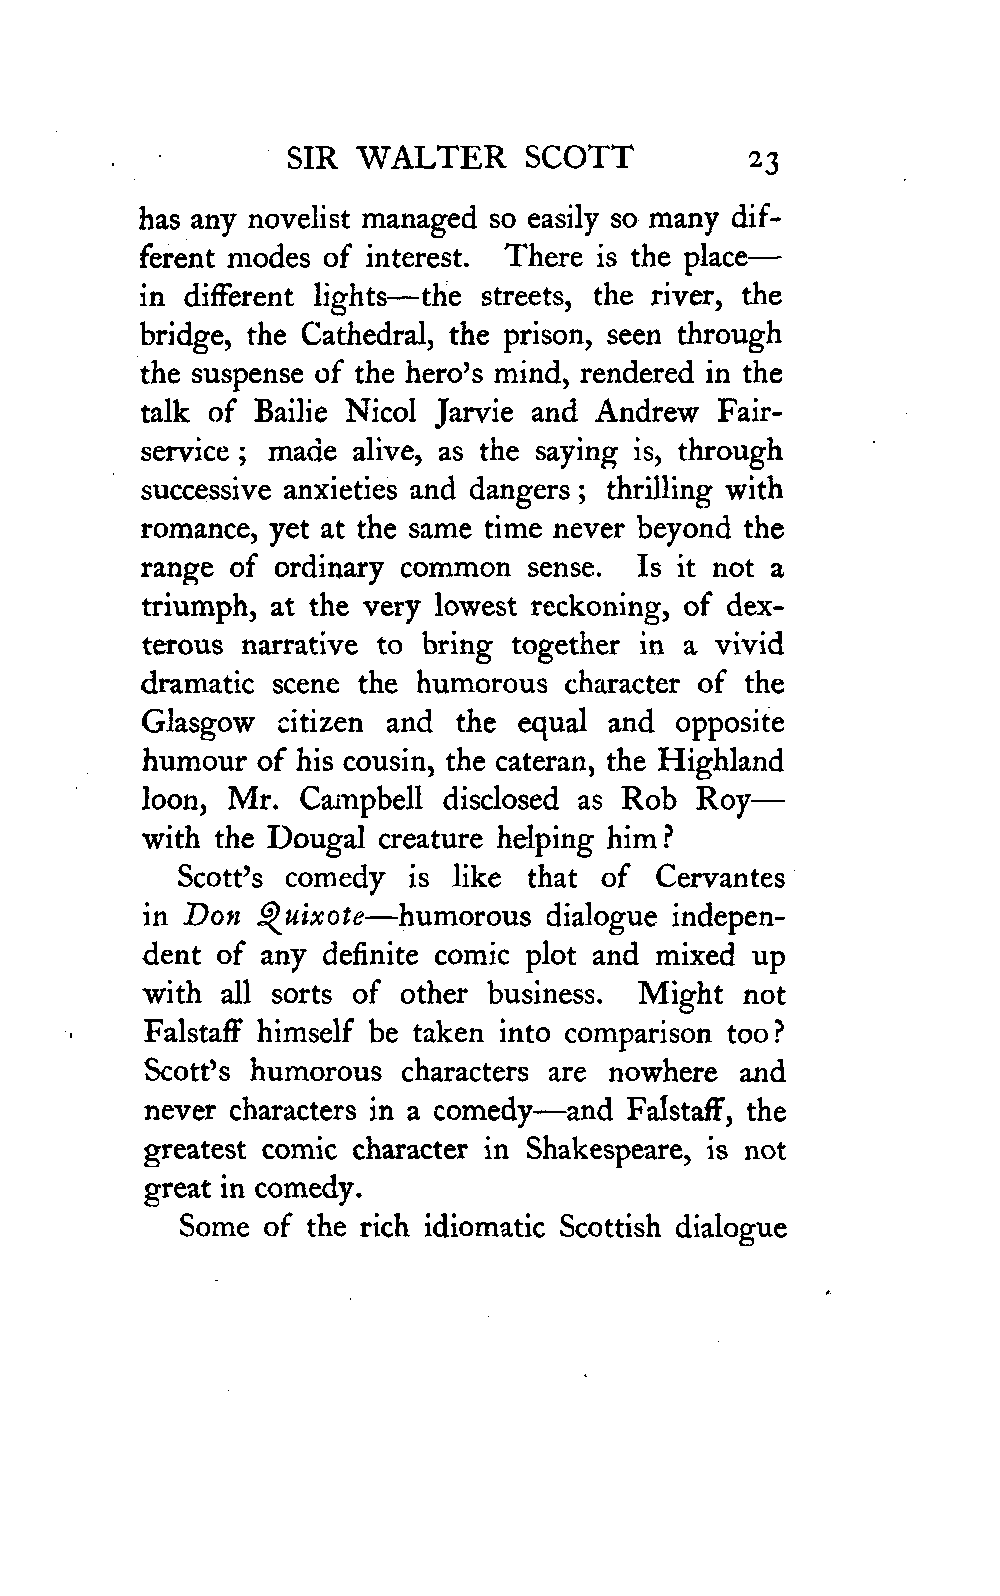 SIR WALTER SCOTT 23
has any novelist managed so easily so many dif-
ferent modes of interest. There is the place—
in different lights—the streets, the river, the
bridge, the Cathedral, the prison, seen through
the suspense of the hero's mind, rendered in the
talk of Bailie Nicol Jarvie and Andrew Fair-
service ; made alive, as the saying is, through
successive anxieties and dangers ; thrilling with
romance, yet at the same time never beyond the
range of ordinary common sense. Is it not a
triumph, at the very lowest reckoning, of dex-
terous narrative to bring together in a vivid
dramatic scene the humorous character of the
Glasgow citizen and the equal and opposite
humour of his cousin, the cateran, the Highland
loon, Mr. Campbell disclosed as Rob Roy—
with the Dougal creature helping him?
Scott's comedy is like that of Cervantes
in Don Quixote—humorous dialogue indepen-
dent of any definite comic plot and mixed up
with all sorts of other business. Might not
Falstaff himself be taken into comparison too?
Scott's humorous characters are nowhere and
never characters in a comedy—and Falstaff, the
greatest comic character in Shakespeare, is not
great in comedy.
Some of the rich idiomatic Scottish dialogue